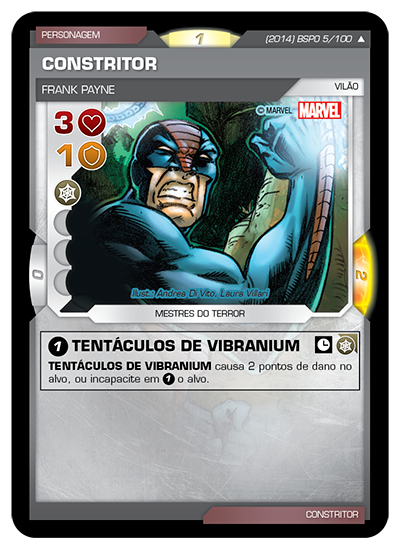 PERSONAGEM
1
(2014) BSP0 5/100 ▲
CONSTRITOR
FRANK PAYNE
VILÃO
3
© MARVEL MARVEL
1
0
2
Ilust.: Andrea Di Vito, Laura Villari
MESTRES DO TERROR
1 TENTÁCULOS DE VIBRANIUM
TENTÁCULOS DE VIBRANIUM causa 2 pontos de dano no
alvo, ou incapacite em 1 o alvo.
CONSTRITOR